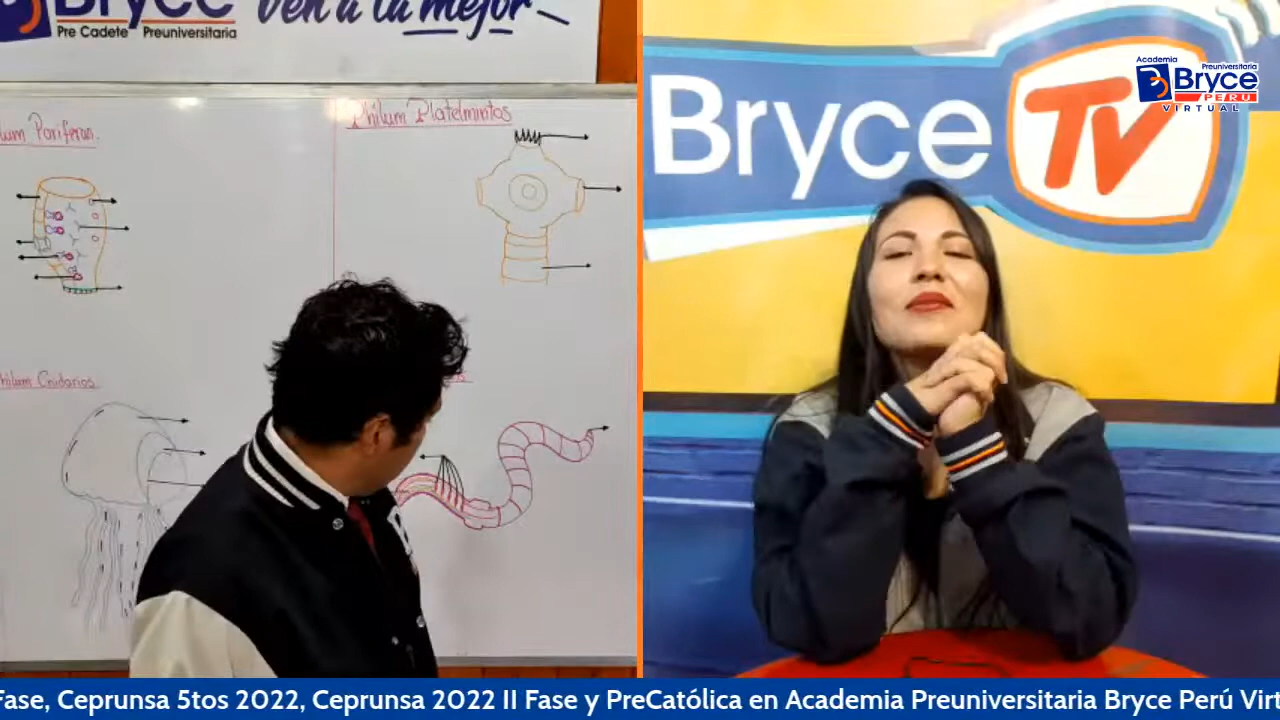 Bryce
Pre Cadete Preuniversitaria
ven a la mejor
lum Poriferos.
Philum Platelmintos
hilum Cnidarios
Bryce
TV
Academia Preuniversitaria
Bryce
PERÚ
VIRTUAL
Fase, Ceprunsa 5tos 2022, Ceprunsa 2022 II Fase y PreCatólica en Academia Preuniversitaria Bryce Perú Virt